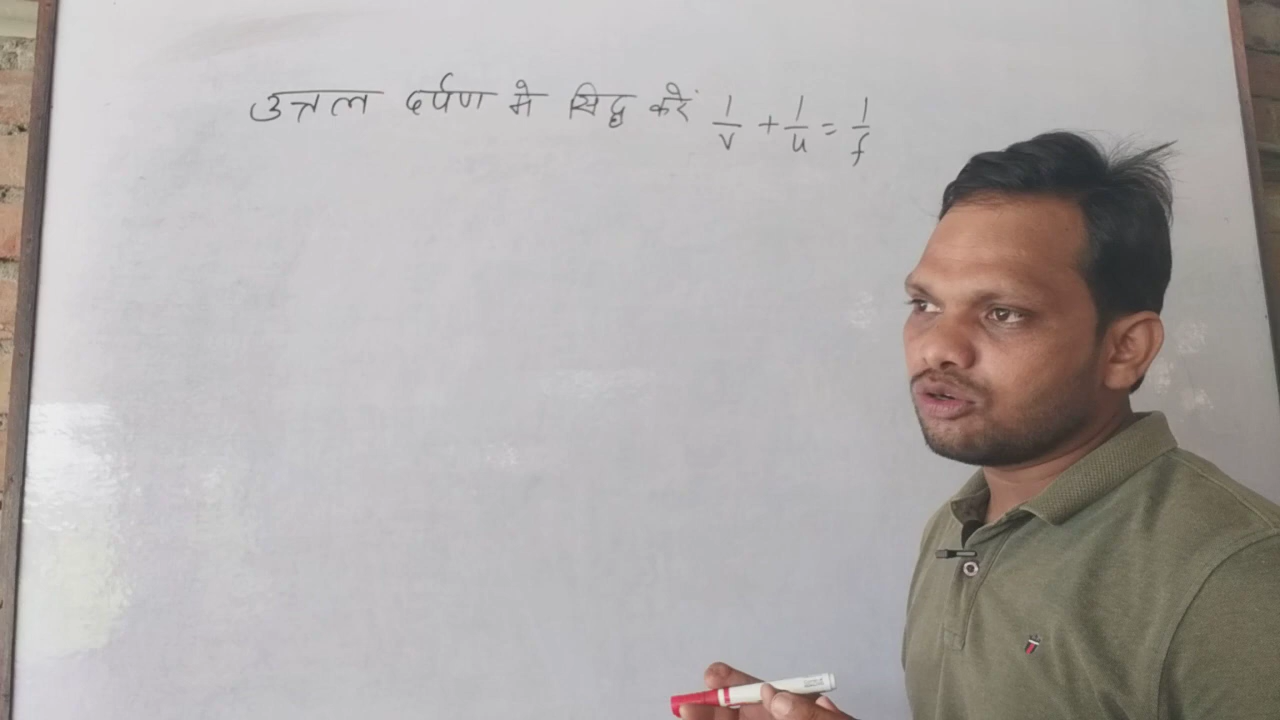 उत्तल दर्पण मे सिद्ध करें 1/v + 1/u = 1/f